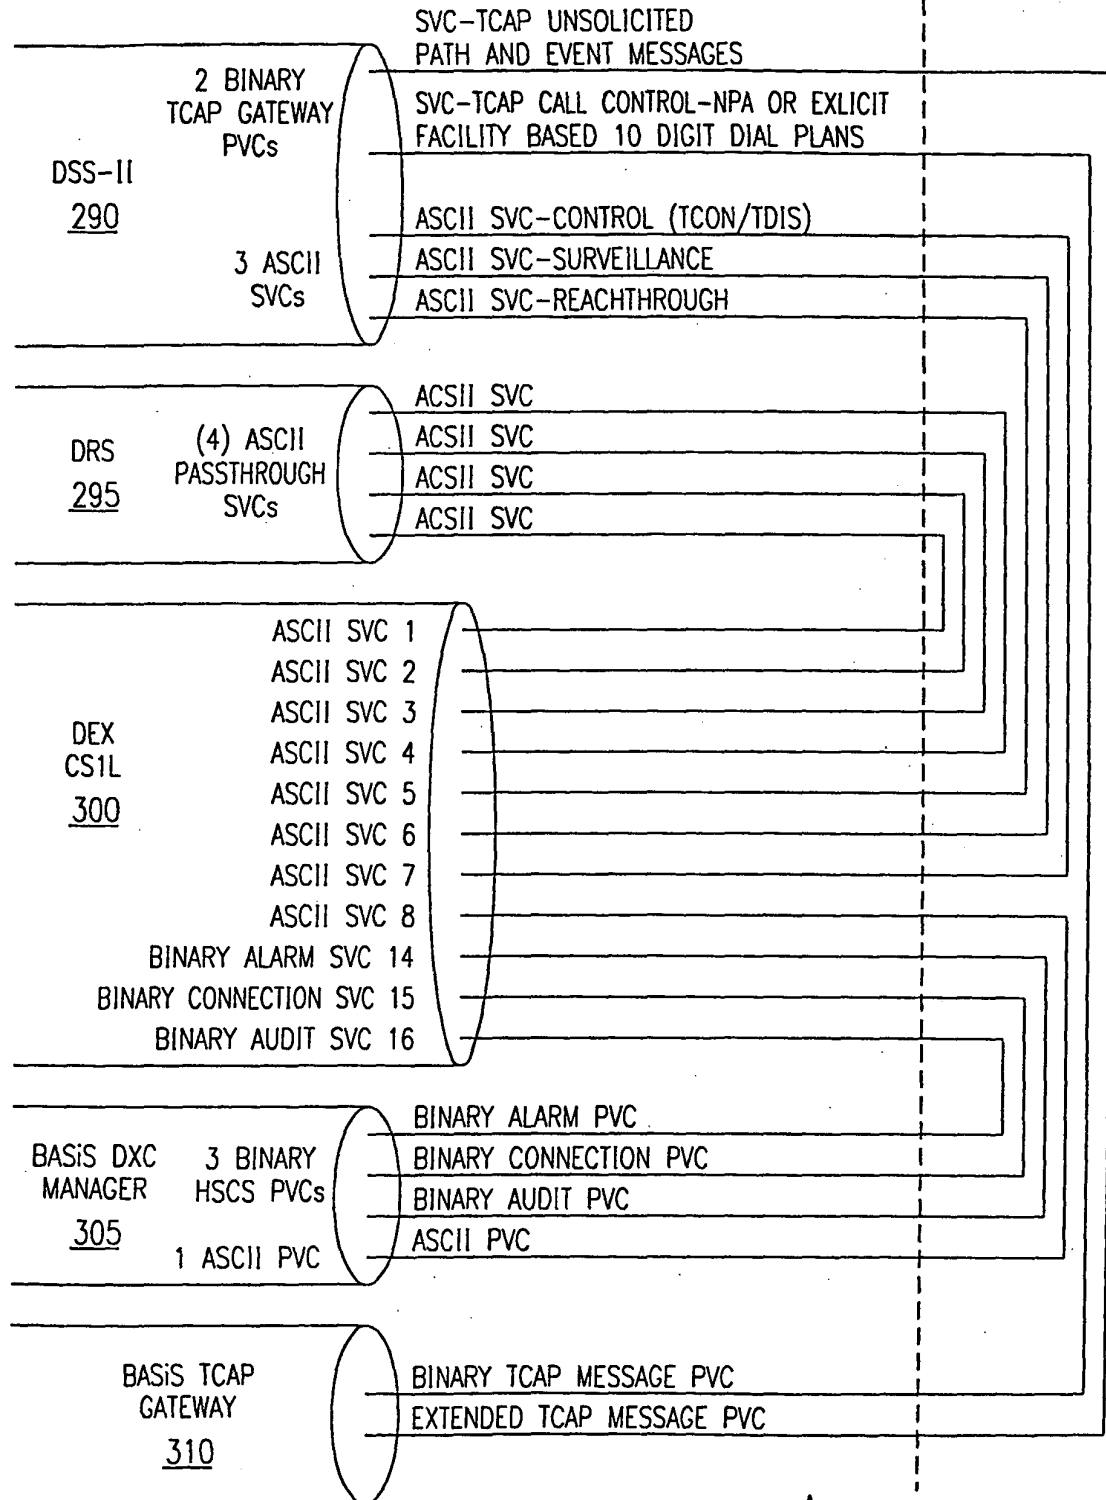 SVC-TCAP UNSOLICITED
PATH AND EVENT MESSAGES
2 BINARY
TCAP GATEWAY
PVCs
SVC-TCAP CALL CONTROL-NPA OR EXLICIT
FACILITY BASED 10 DIGIT DIAL PLANS
DSS-II
290
ASCII SVC-CONTROL (TCON/TDIS)
3 ASCII
SVCs
ASCII SVC-SURVEILLANCE
ASCII SVC-REACHTHROUGH
DRS
295
(4) ASCII
PASSTHROUGH
SVCs
ACSII SVC
ACSII SVC
ACSII SVC
ACSII SVC
DEX
CS1L
300
ASCII SVC 1
ASCII SVC 2
ASCII SVC 3
ASCII SVC 4
ASCII SVC 5
ASCII SVC 6
ASCII SVC 7
ASCII SVC 8
BINARY ALARM SVC 14
BINARY CONNECTION SVC 15
BINARY AUDIT SVC 16
BASiS DXC
MANAGER
305
3 BINARY
HSCS PVCs
1 ASCII PVC
BINARY ALARM PVC
BINARY CONNECTION PVC
BINARY AUDIT PVC
ASCII PVC
BASiS TCAP
GATEWAY
310
BINARY TCAP MESSAGE PVC
EXTENDED TCAP MESSAGE PVC